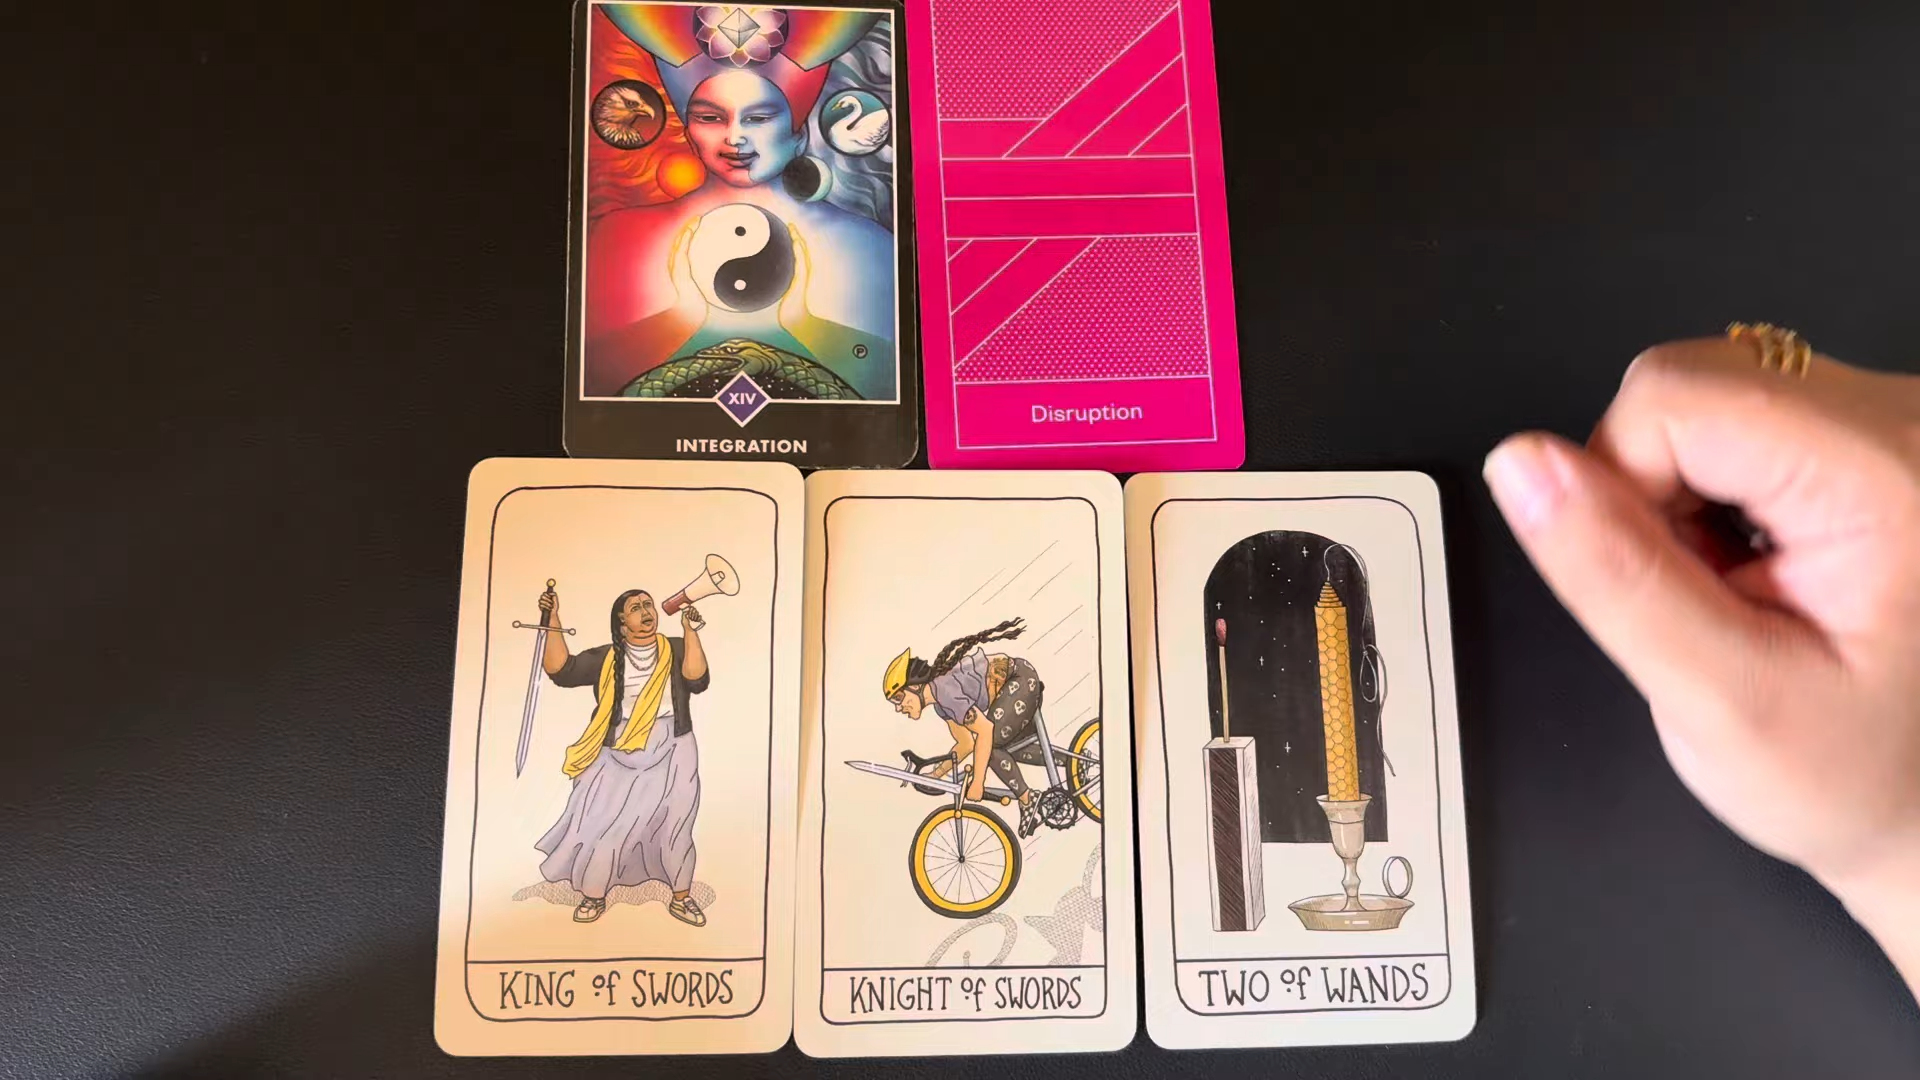 XIV
INTEGRATION
Disruption
KING of SWORDS
KNIGHT of SWORDS
TWO of WANDS